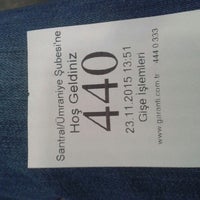 Santral/Ümraniye Şubesi'ne
Hoş Geldiniz
440
23.11.2015 13:51
Gişe İşlemleri
www.garanti.com.tr 444 0 333